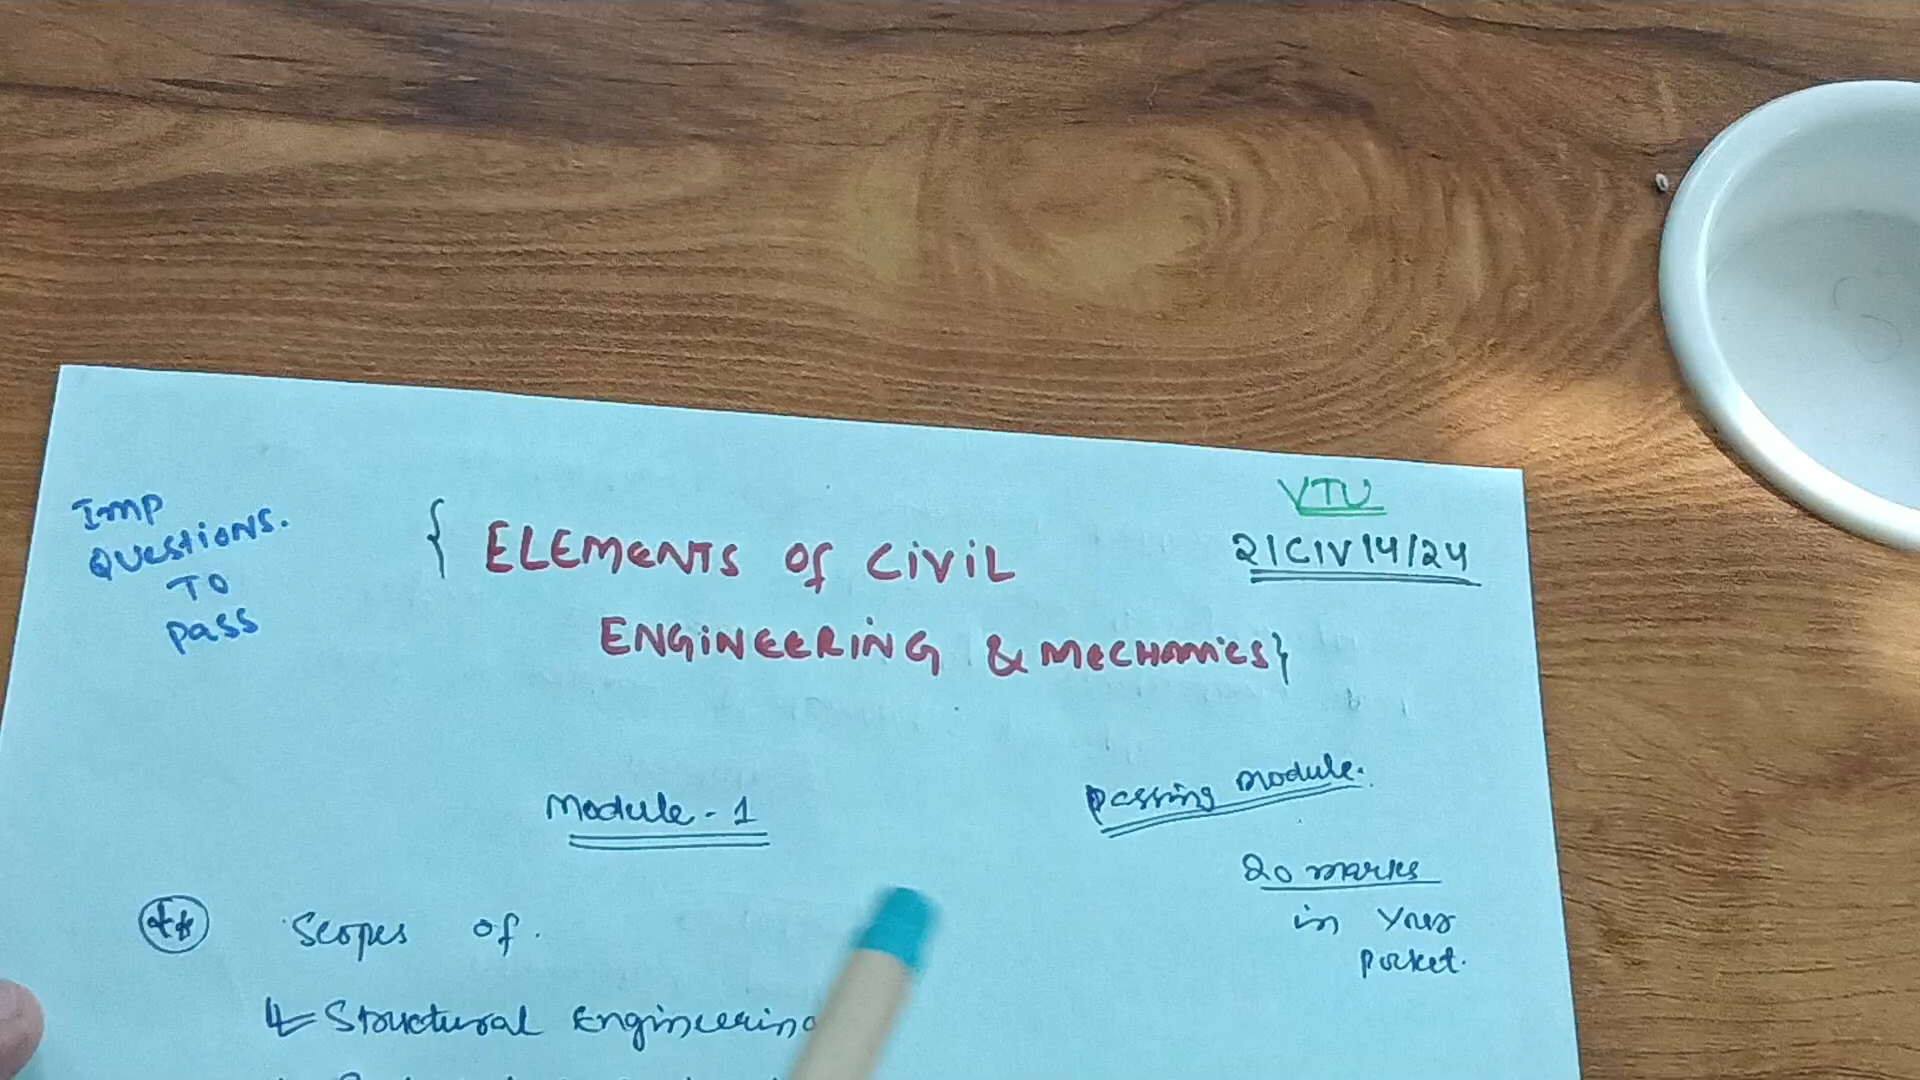 Imp
Questions.
To
pass
{ ELEMENTS Of CiViL
ENGiNEERiNG & MECHANiCS}
VTU
21CIV14/24
Module - 1
passing module.
20 marks
in your
pocket.
** Scopes of.
Structural Engineering